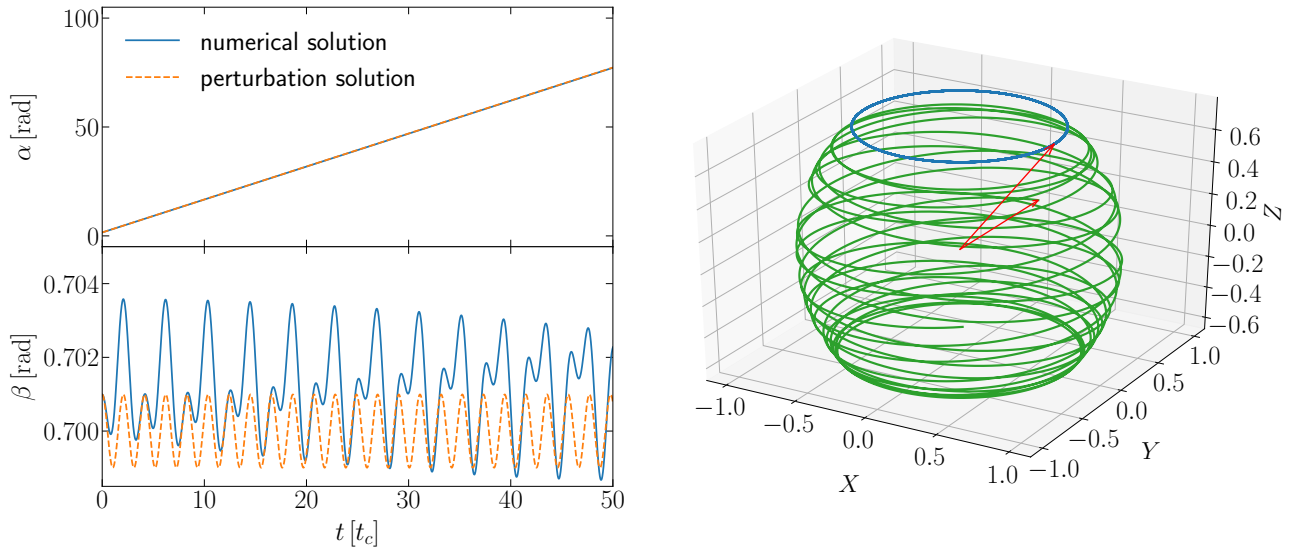 100
50
0
α [rad]
numerical solution
perturbation solution
0.704
0.702
0.700
β [rad]
0 10 20 30 40 50
t [t_c]
0.6
0.4
0.2
0.0
−0.2
−0.4
−0.6
Z
−1.0 −0.5 0.0 0.5 1.0
X
−1.0 −0.5 0.0 0.5 1.0
Y